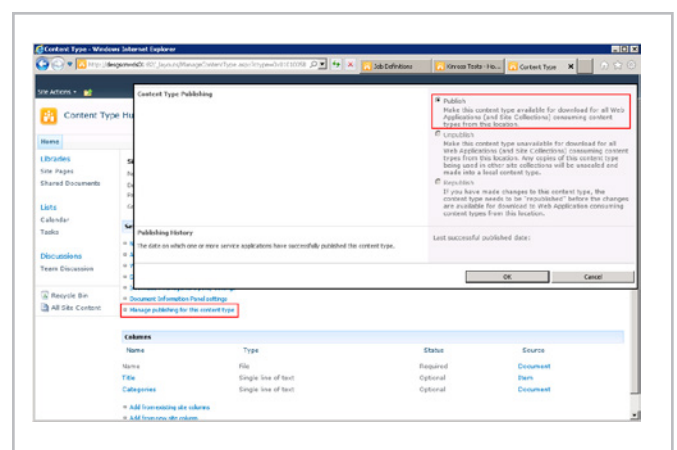 Content Type - Windows Internet Explorer
Job Definitions
Content Type
Site Actions
Content Type Hu
Home
Libraries
Site Pages
Shared Documents
Lists
Calendar
Tasks
Discussions
Team Discussion
Recycle Bin
All Site Content
Content Type Publishing
Publish
Make this content type available for download for all Web
Applications (and Site Collections) consuming content
types from this location.
Unpublish
Make this content type unavailable for download for all
Web Applications (and Site Collections) consuming content
types from this location. Any copies of this content type
being used in other site collections will be unsealed and
made into a local content type.
Republish
If you have made changes to this content type, the
content type needs to be "republished" before the changes
are available for download to Web Application consuming
content types from this location.
Publishing History
The date on which one or more service applications have successfully published the content type.
Last successful published date:
OK
Cancel
Document Information Panel settings
Manage publishing for this content type
Columns
Name Type Status Source
Name File Required Document
Title Single line of text Optional Item
Categories Single line of text Optional Document
Add from existing site columns
Add from new site column